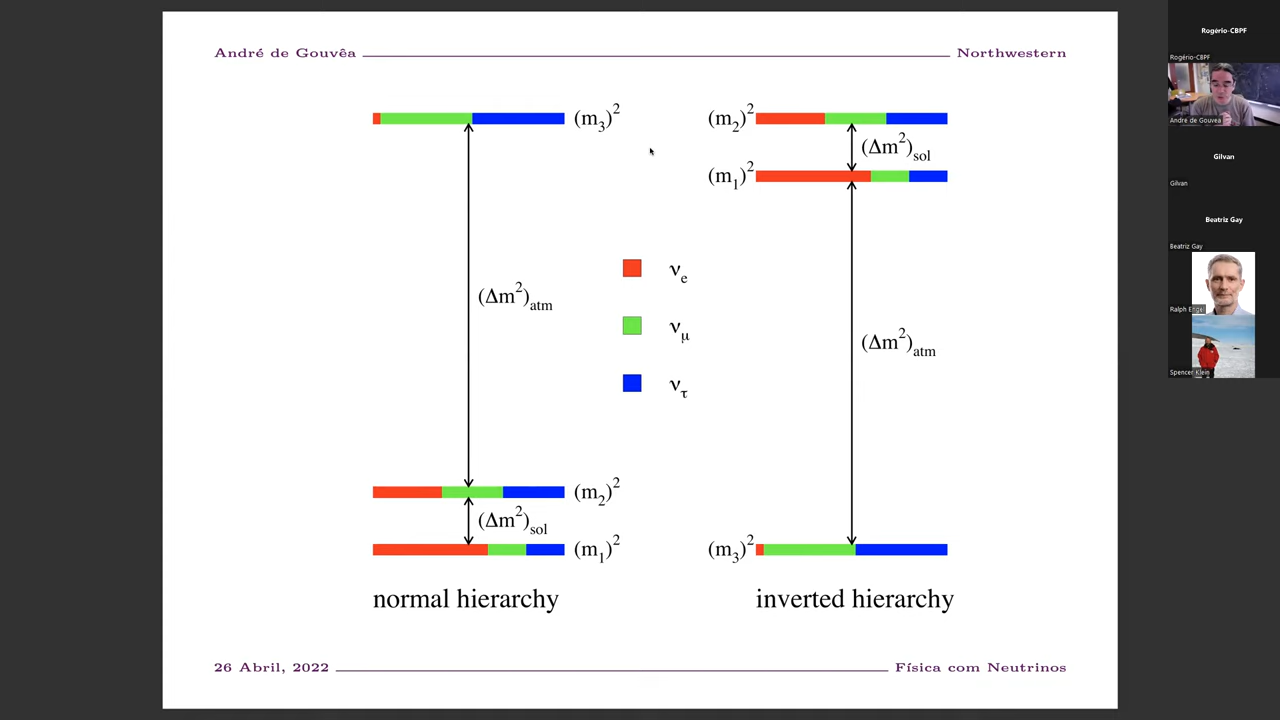 André de Gouvêa
Northwestern
(m₃)²
(m₂)²
(Δm²)sol
(m₁)²
νe
(Δm²)atm
νμ
(Δm²)atm
ντ
(m₂)²
(Δm²)sol
(m₁)²
(m₃)²
normal hierarchy
inverted hierarchy
26 Abril, 2022
Física com Neutrinos
Rogério-CBPF
Rogério-CBPF
André de Gouvêa
Gilvan
Gilvan
Beatriz Gay
Beatriz Gay
Ralph Engel
Spencer Klein